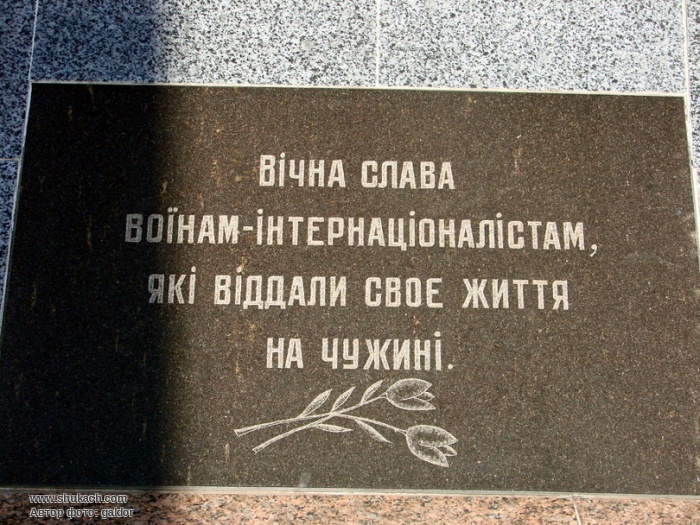 Вічна слава
воїнам-інтернаціоналістам,
які віддали своє життя
на чужині.
www.shukach.com
Автор фото: galdor